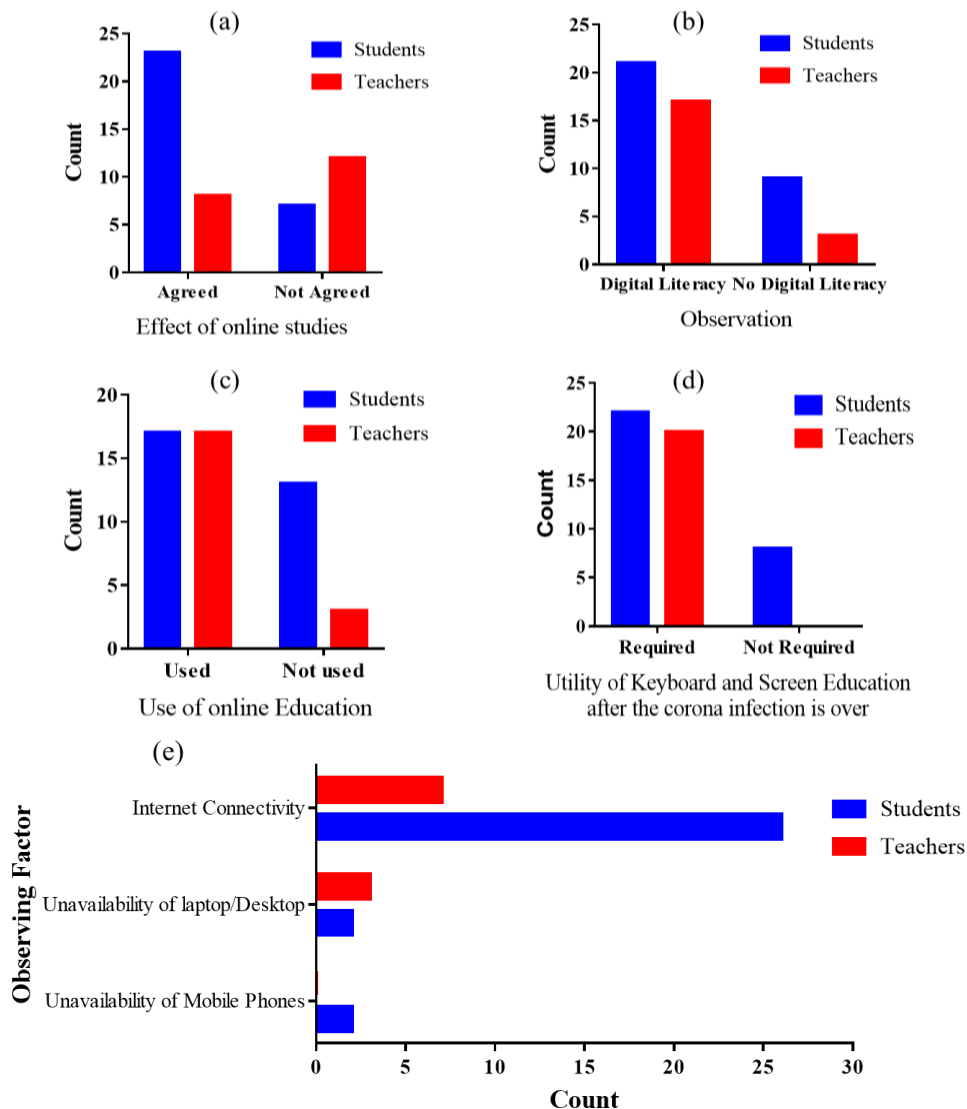 (a)
25
20
15
10
5
0
Count
Students
Teachers
Agreed Not Agreed
Effect of online studies
(b)
25
20
15
10
5
0
Count
Students
Teachers
Digital Literacy No Digital Literacy
Observation
(c)
20
15
10
5
0
Count
Students
Teachers
Used Not used
Use of online Education
(d)
25
20
15
10
5
0
Count
Students
Teachers
Required Not Required
Utility of Keyboard and Screen Education
after the corona infection is over
(e)
Observing Factor
Internet Connectivity
Unavailability of laptop/Desktop
Unavailability of Mobile Phones
Students
Teachers
0 5 10 15 20 25 30
Count